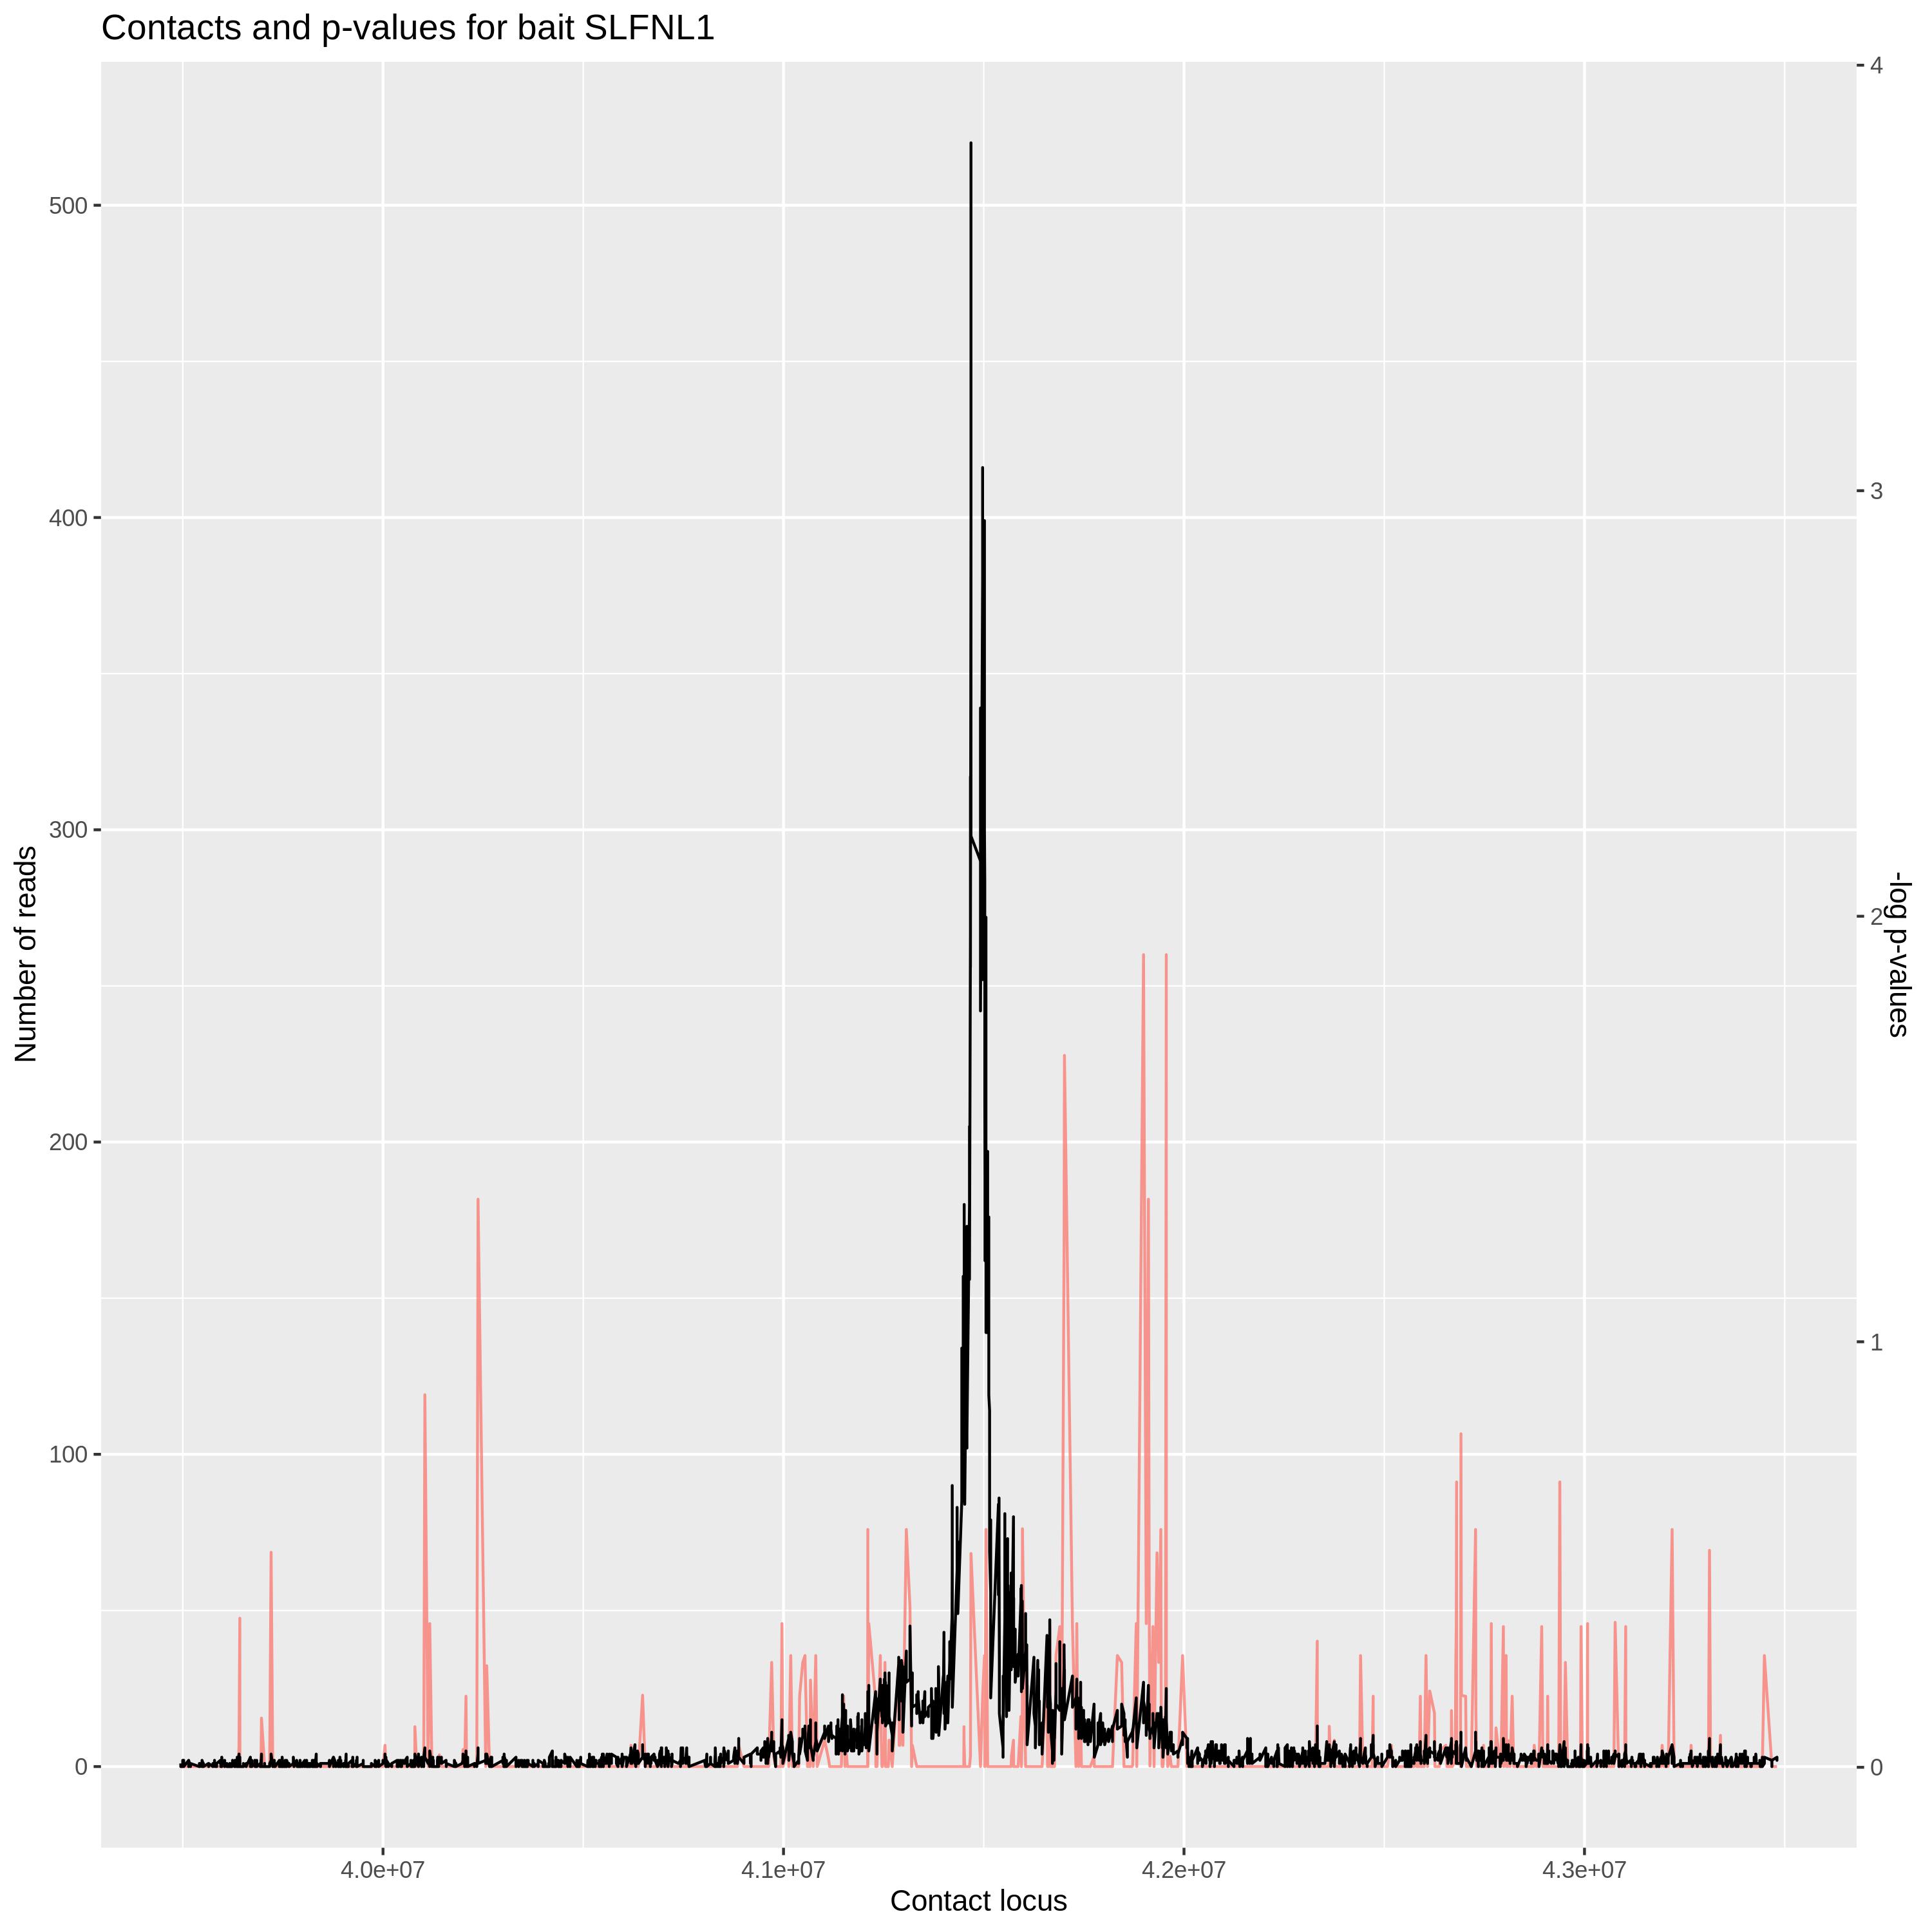 Contacts and p-values for bait SLFNL1
500
400
300
200
100
0
Number of reads
4
3
2
1
0
-log p-values
4.0e+07 4.1e+07 4.2e+07 4.3e+07
Contact locus